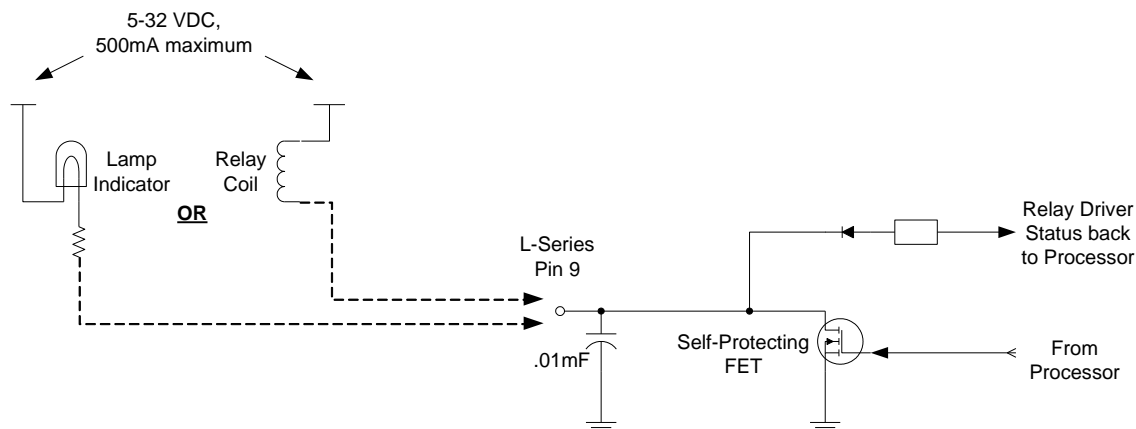 5-32 VDC,
500mA maximum
Lamp
Indicator
OR
Relay
Coil
L-Series
Pin 9
.01mF
Self-Protecting
FET
Relay Driver
Status back
to Processor
From
Processor